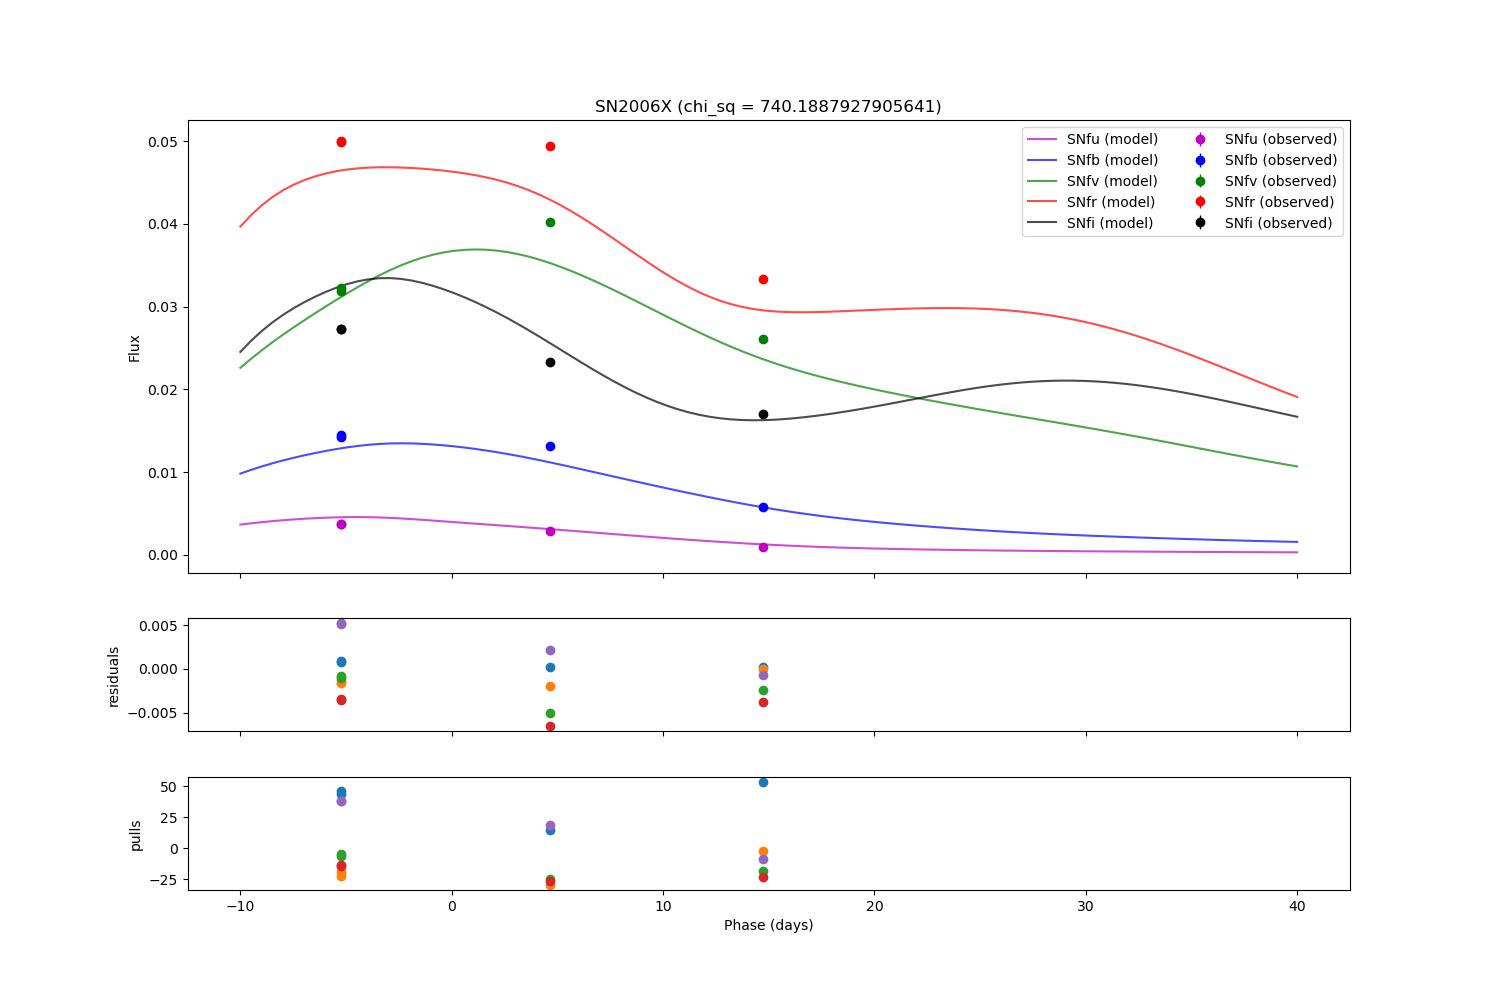 SN2006X (chi_sq = 740.1887927905641)
0.05
0.04
0.03
0.02
0.01
0.00
Flux
SNfu (model)
SNfb (model)
SNfv (model)
SNfr (model)
SNfi (model)
SNfu (observed)
SNfb (observed)
SNfv (observed)
SNfr (observed)
SNfi (observed)
0.005
0.000
−0.005
residuals
50
25
0
−25
pulls
−10 0 10 20 30 40
Phase (days)